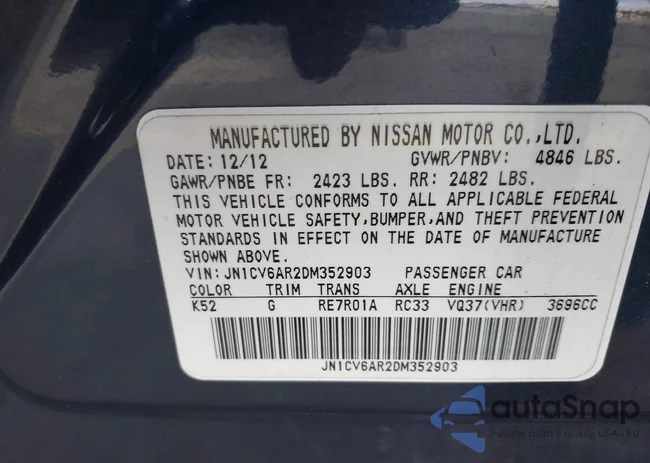 MANUFACTURED BY NISSAN MOTOR CO.,LTD.
DATE: 12/12 GVWR/PNBV: 4846 LBS.
GAWR/PNBE FR: 2423 LBS. RR: 2482 LBS.
THIS VEHICLE CONFORMS TO ALL APPLICABLE FEDERAL
MOTOR VEHICLE SAFETY,BUMPER,AND THEFT PREVENTION
STANDARDS IN EFFECT ON THE DATE OF MANUFACTURE
SHOWN ABOVE.
VIN: JN1CV6AR2DM352903 PASSENGER CAR
COLOR TRIM TRANS AXLE ENGINE
K52 G RE7R01A RC33 VQ37(VHR) 3696CC
JN1CV6AR2DM352903
autoSnap